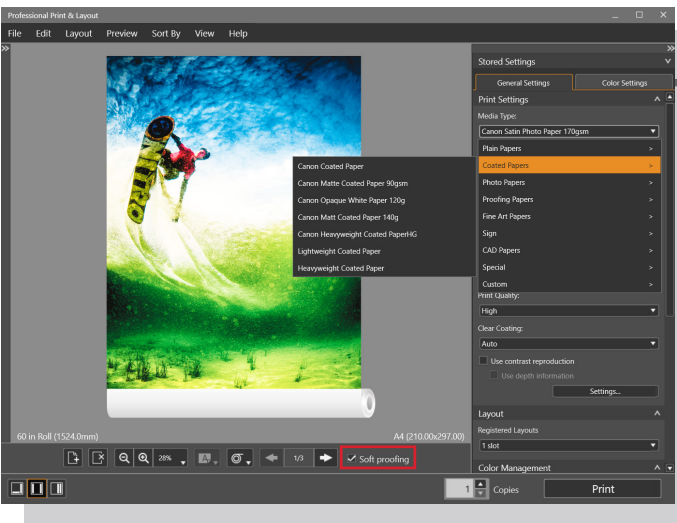 Professional Print & Layout
File Edit Layout Preview Sort By View Help
Stored Settings
General Settings Color Settings
Print Settings
Media Type:
Canon Satin Photo Paper 170gsm
Plain Papers
Coated Papers
Photo Papers
Proofing Papers
Fine Art Papers
Sign
CAD Papers
Special
Custom
Canon Coated Paper
Canon Matte Coated Paper 90gsm
Canon Opaque White Paper 120g
Canon Matt Coated Paper 140g
Canon Heavyweight Coated PaperHG
Lightweight Coated Paper
Heavyweight Coated Paper
Print Quality:
High
Clear Coating:
Auto
Use contrast reproduction
Use depth information
Settings...
Layout
Registered Layouts
1 slot
Color Management
60 in Roll (1524.0mm) A4 (210.00x297.00)
28% A 1/3 Soft proofing
1 Copies Print